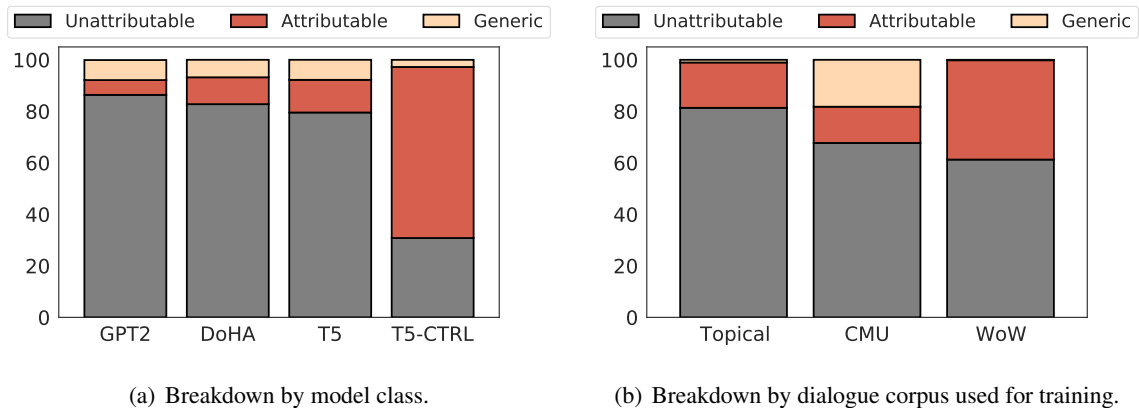 Unattributable Attributable Generic
100
80
60
40
20
0
GPT2 DoHA T5 T5-CTRL
(a) Breakdown by model class.
Unattributable Attributable Generic
100
80
60
40
20
0
Topical CMU WoW
(b) Breakdown by dialogue corpus used for training.